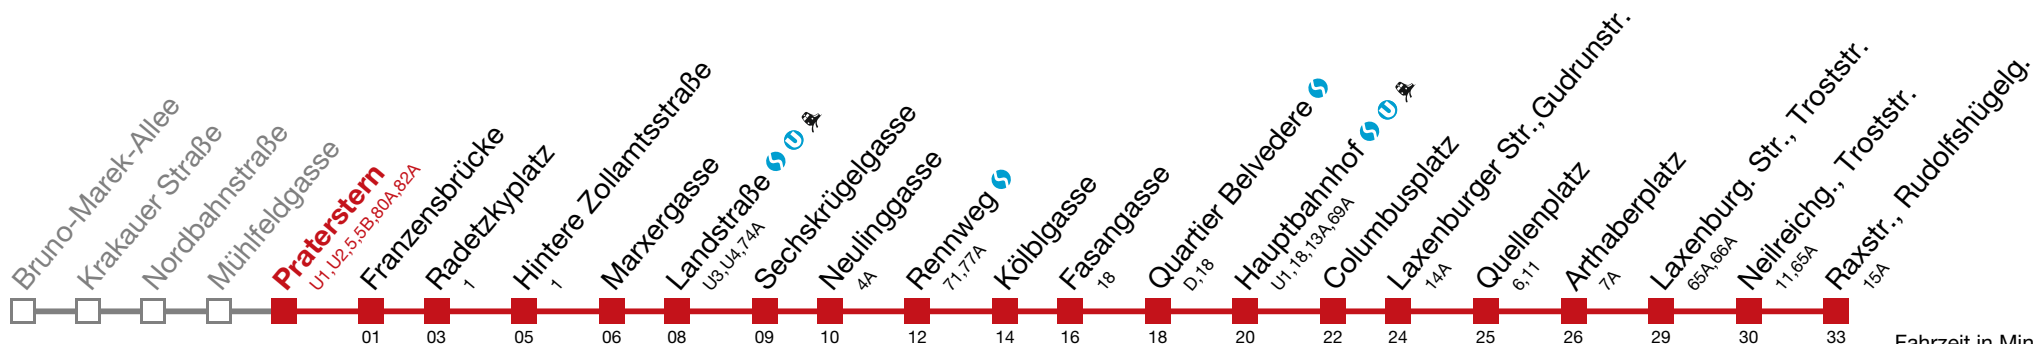 Bruno-Marek-Allee
Krakauer Straße
Nordbahnstraße
Mühlfeldgasse
Praterstern
U1,U2,5,5B,80A,82A
Franzensbrücke
01
Radetzkyplatz
1
03
Hintere Zollamtsstraße
1
05
Marxergasse
06
Landstraße S U
U3,U4,74A
08
Sechskrügelgasse
09
Neulinggasse
4A
10
Rennweg S
71,77A
12
Kölblgasse
14
Fasangasse
18
16
Quartier Belvedere S
D,18
18
Hauptbahnhof S U
U1,18,13A,69A
20
Columbusplatz
22
Laxenburger Str.,Gudrunstr.
14A
24
Quellenplatz
6,11
25
Arthaberplatz
7A
26
Laxenburg. Str., Troststr.
65A,66A
29
Neilreichg., Troststr.
11,65A
30
Raxstr., Rudolfshügelg.
15A
33
Fahrzeit in Min